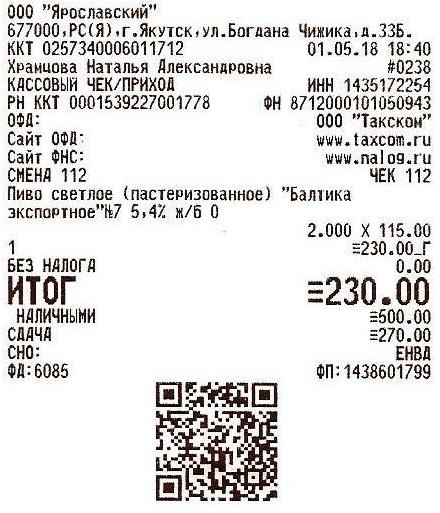 ООО "Ярославский"
677000,РС(Я),г.Якутск,ул.Богдана Чижика,д.33Б.
ККТ 0257340006011712 01.05.18 18:40
Храмцова Наталья Александровна #0238
КАССОВЫЙ ЧЕК/ПРИХОД ИНН 1435172254
РН ККТ 0001539227001778 ФН 8712000101050943
ОФД: ООО "Такском"
Сайт ОФД: www.taxcom.ru
Сайт ФНС: www.nalog.ru
СМЕНА 112 ЧЕК 112
Пиво светлое (пастеризованное) "Балтика
экспортное"№7 5,4% ж/б 0
2.000 X 115.00
1 ≡230.00_Г
БЕЗ НАЛОГА 0.00
ИТОГ ≡230.00
НАЛИЧНЫМИ ≡500.00
СДАЧА ≡270.00
СНО: ЕНВД
ФД:6085 ФП:1438601799